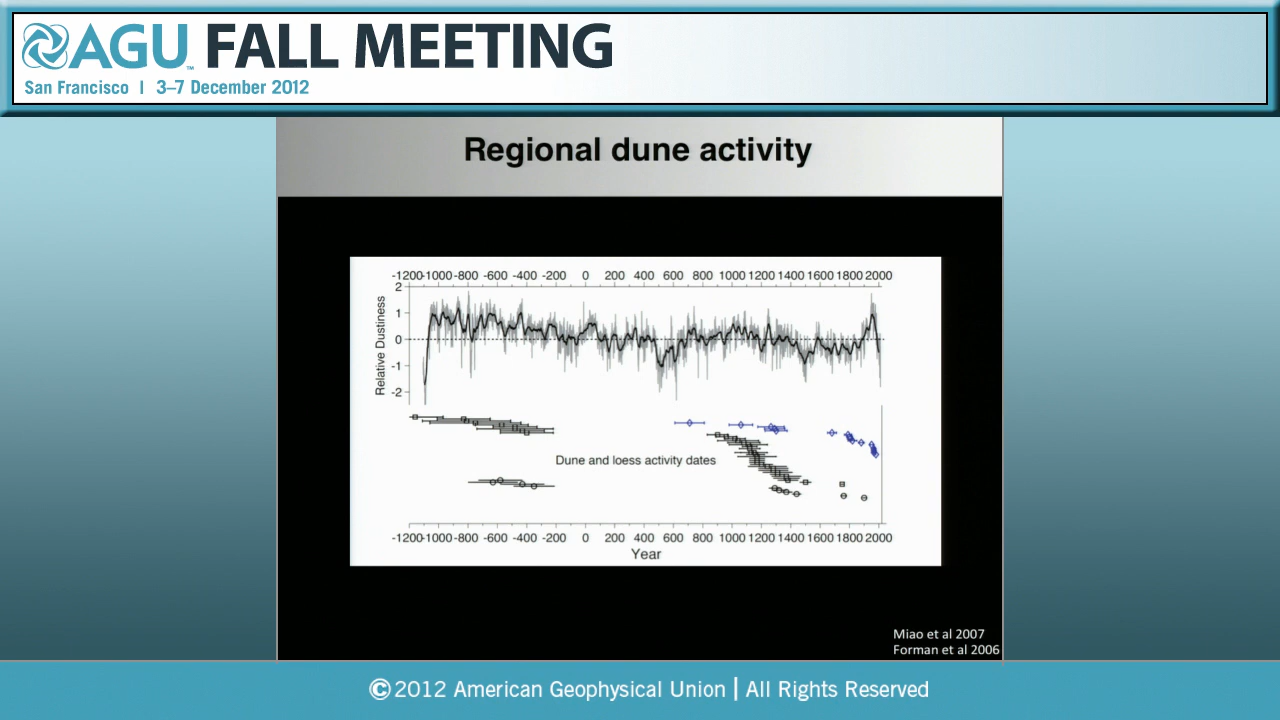 AGU™ FALL MEETING
San Francisco | 3–7 December 2012
Regional dune activity
-1200 -1000 -800 -600 -400 -200 0 200 400 600 800 1000 1200 1400 1600 1800 2000
Relative Dustiness
2
1
0
-1
-2
Dune and loess activity dates
-1200 -1000 -800 -600 -400 -200 0 200 400 600 800 1000 1200 1400 1600 1800 2000
Year
Miao et al 2007
Forman et al 2006
©2012 American Geophysical Union | All Rights Reserved